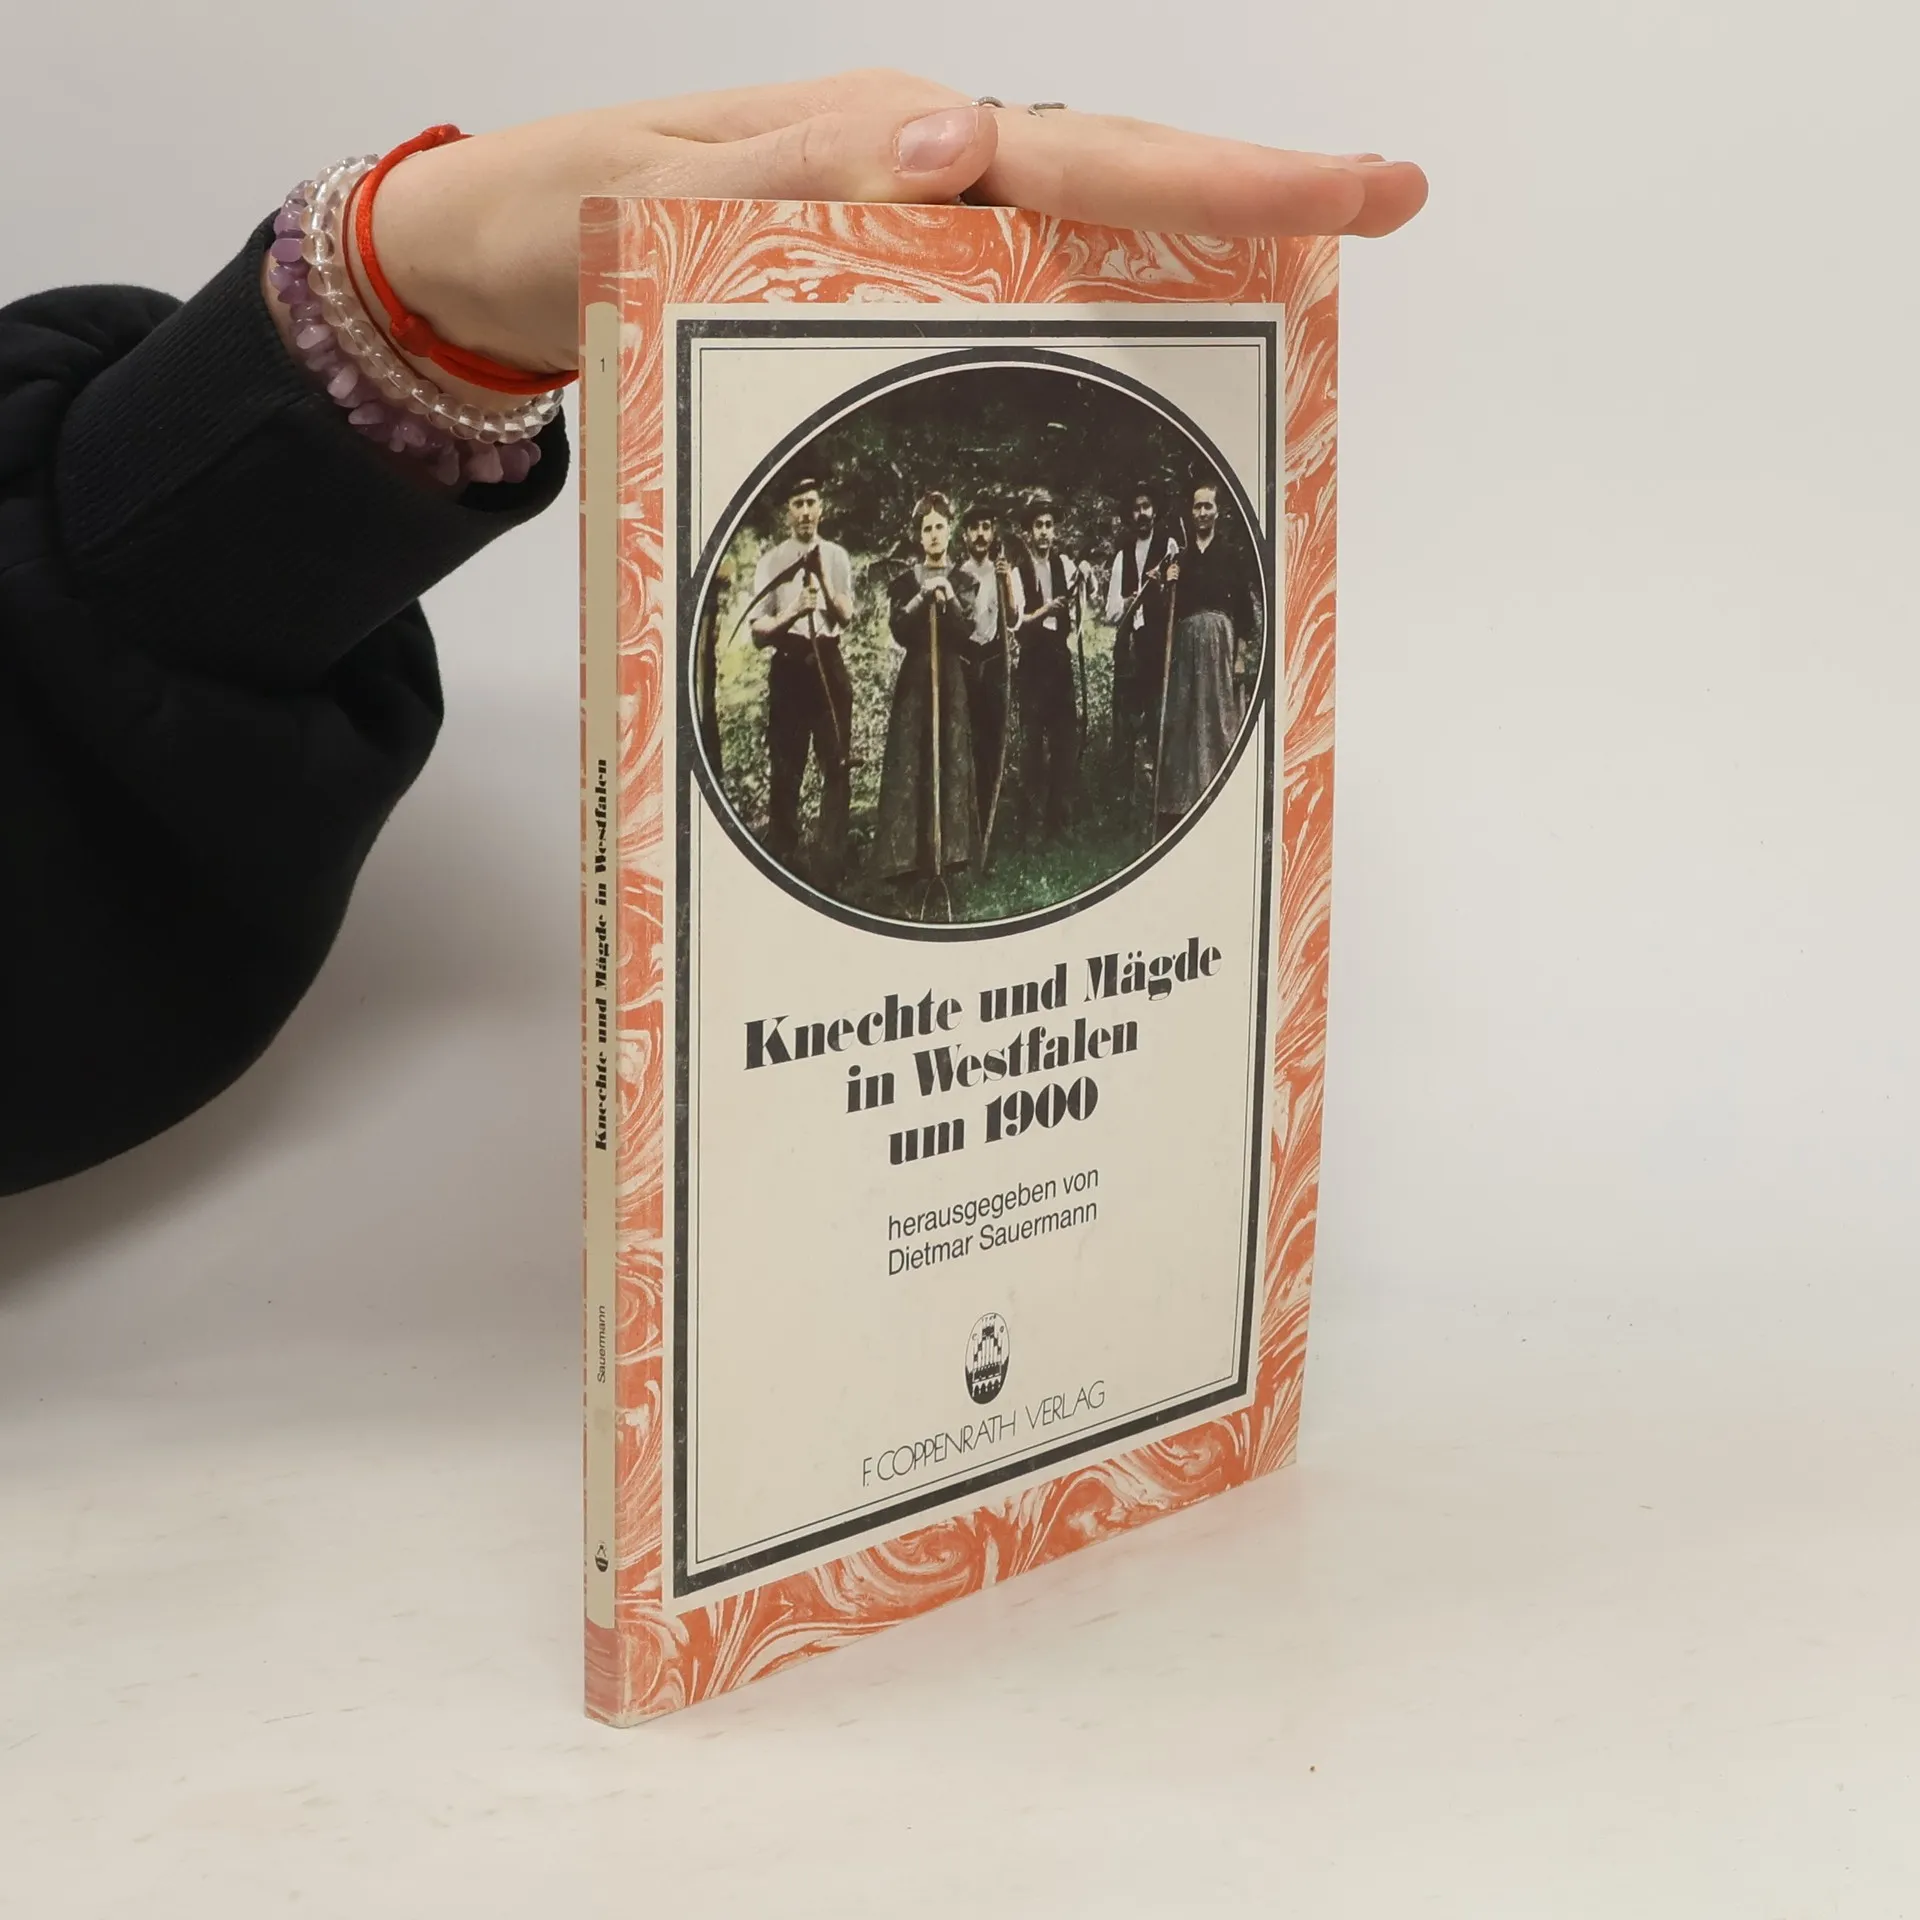 1
Knechte und Mägde in Westfalen
Sauermann
Knechte und Mägde
in Westfalen
um 1900
herausgegeben von
Dietmar Sauermann
F. COPPENRATH VERLAG